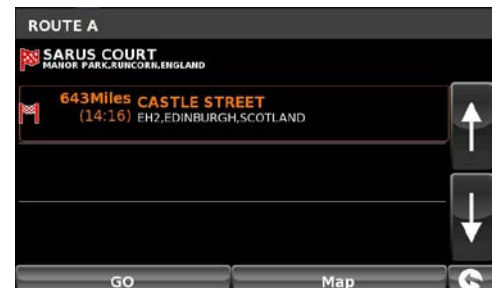 ROUTE A
SARUS COURT
MANOR PARK,RUNCORN,ENGLAND
643Miles CASTLE STREET
(14:16) EH2,EDINBURGH,SCOTLAND
GO Map